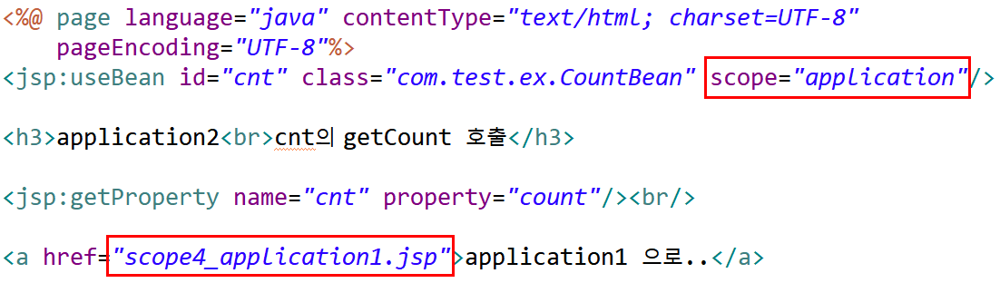 <%@ page language="java" contentType="text/html; charset=UTF-8"
    pageEncoding="UTF-8"%>
<jsp:useBean id="cnt" class="com.test.ex.CountBean" scope="application"/>
<h3>application2<br>cnt의 getCount 호출</h3>
<jsp:getProperty name="cnt" property="count"/><br/>
<a href="scope4_application1.jsp">application1 으로..</a>